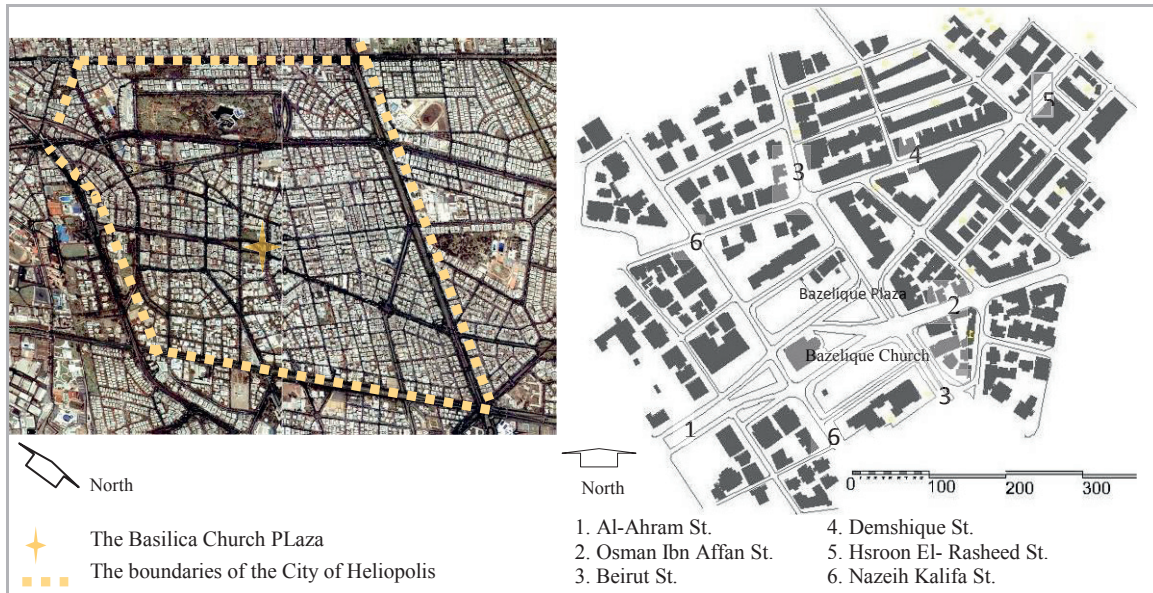 5
4
3
6
Bazelique Plaza
2
Bazelique Church
3
1
6
0 100 200 300
North
North
The Basilica Church PLaza
The boundaries of the City of Heliopolis
1. Al-Ahram St.
2. Osman Ibn Affan St.
3. Beirut St.
4. Demshique St.
5. Hsroon El- Rasheed St.
6. Nazeih Kalifa St.